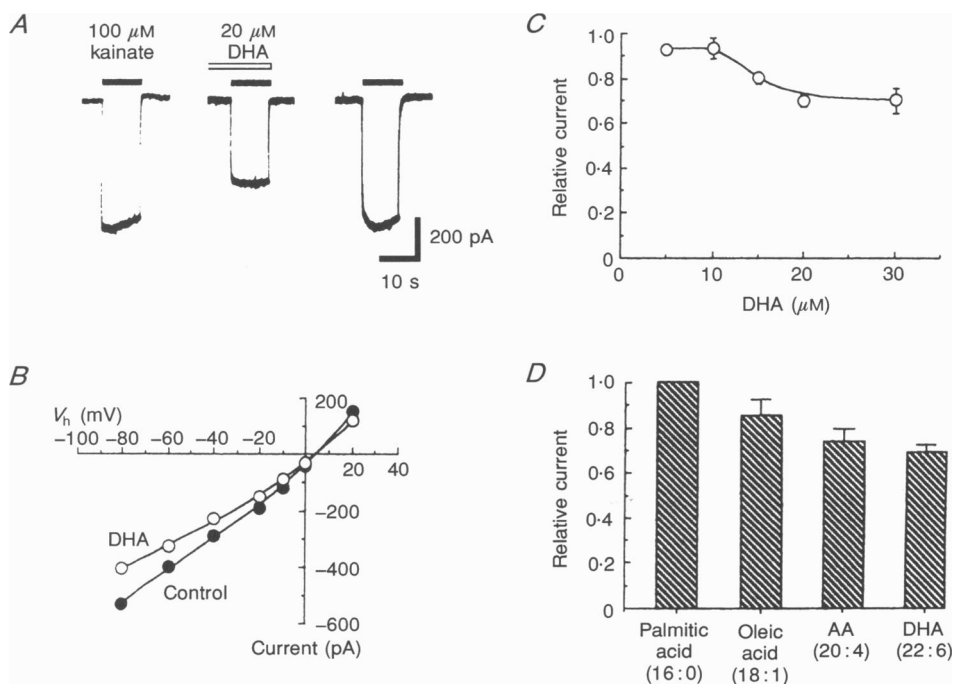 A
100 μM
kainate
20 μM
DHA
200 pA
10 s
B
Vh (mV)
-100 -80 -60 -40 -20
200
20 40
DHA
-200
Control
-400
-600
Current (pA)
C
Relative current
1·0
0·8
0·6
0·4
0·2
0
0 10 20 30
DHA (μM)
D
Relative current
1·0
0·8
0·6
0·4
0·2
0
Palmitic
acid
(16:0)
Oleic
acid
(18:1)
AA
(20:4)
DHA
(22:6)